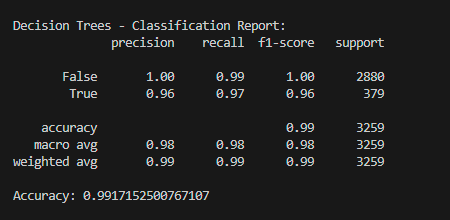 Decision Trees - Classification Report:
precision recall f1-score support
False 1.00 0.99 1.00 2880
True 0.96 0.97 0.96 379
accuracy 0.99 3259
macro avg 0.98 0.98 0.98 3259
weighted avg 0.99 0.99 0.99 3259
Accuracy: 0.9917152500767107